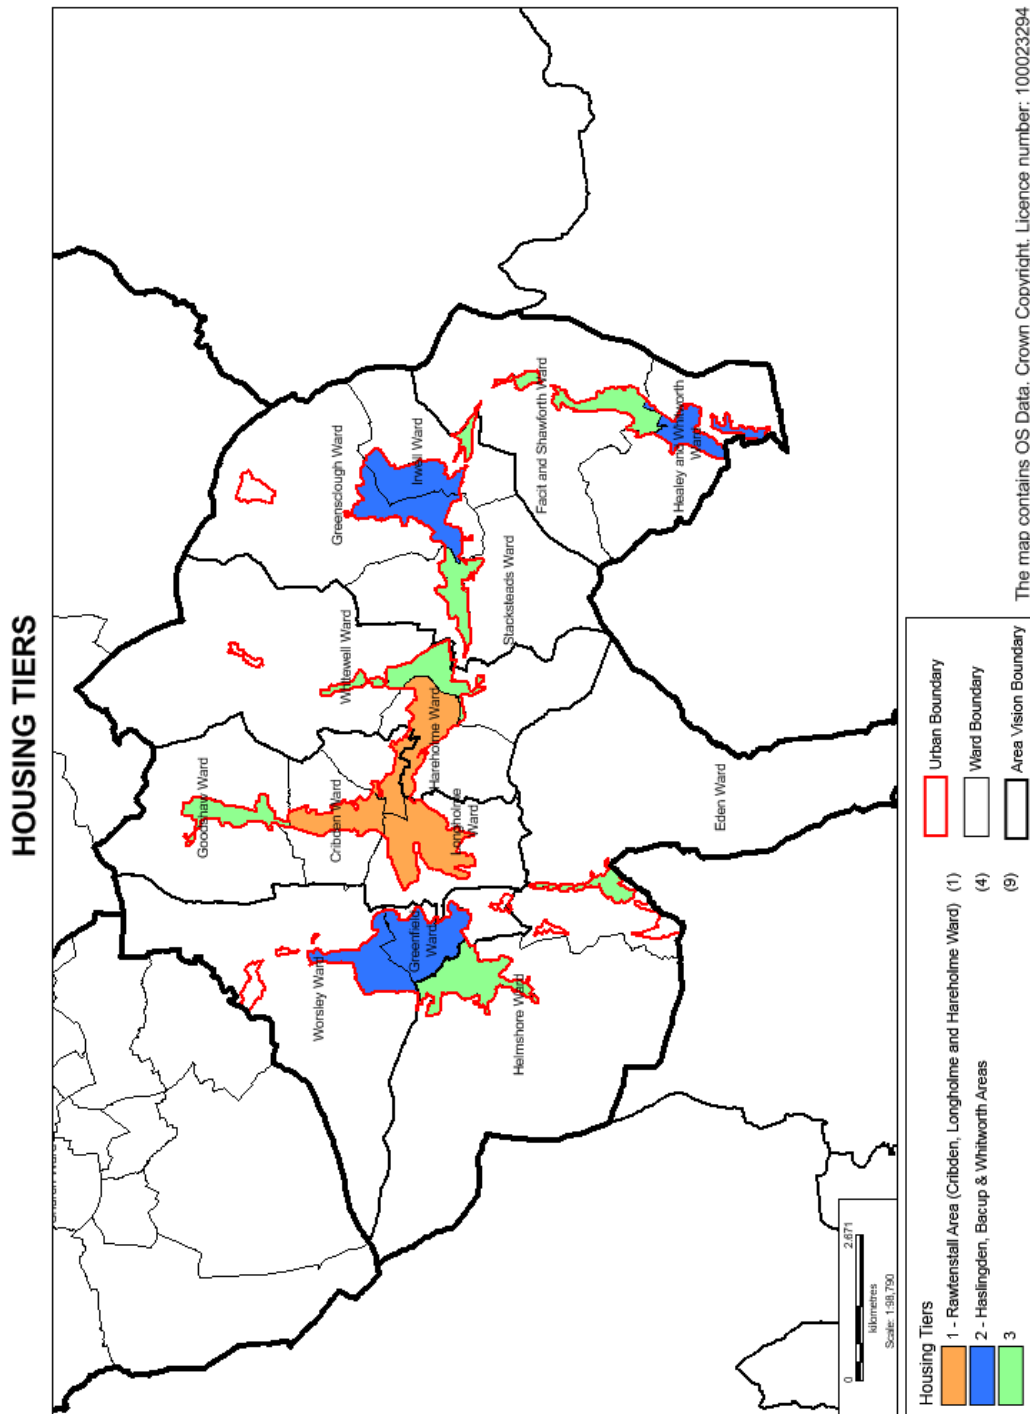 HOUSING TIERS
Goodshaw Ward
Whitewell Ward
Greensclough Ward
Irwell Ward
Cribden Ward
Worsley Ward
Greenfield
Ward
Longholme
Ward
Hareholme Ward
Stacksteads Ward
Facit and Shawforth Ward
Helmshore Ward
Healey and Whitworth
Ward
Eden Ward
0
2.671
kilometres
Scale: 1:98,790
Housing Tiers
1 - Rawtenstall Area (Cribden, Longholme and Hareholme Ward) (1)
2 - Haslingden, Bacup & Whitworth Areas (4)
3 (9)
Urban Boundary
Ward Boundary
Area Vision Boundary
The map contains OS Data, Crown Copyright. Licence number: 100023294